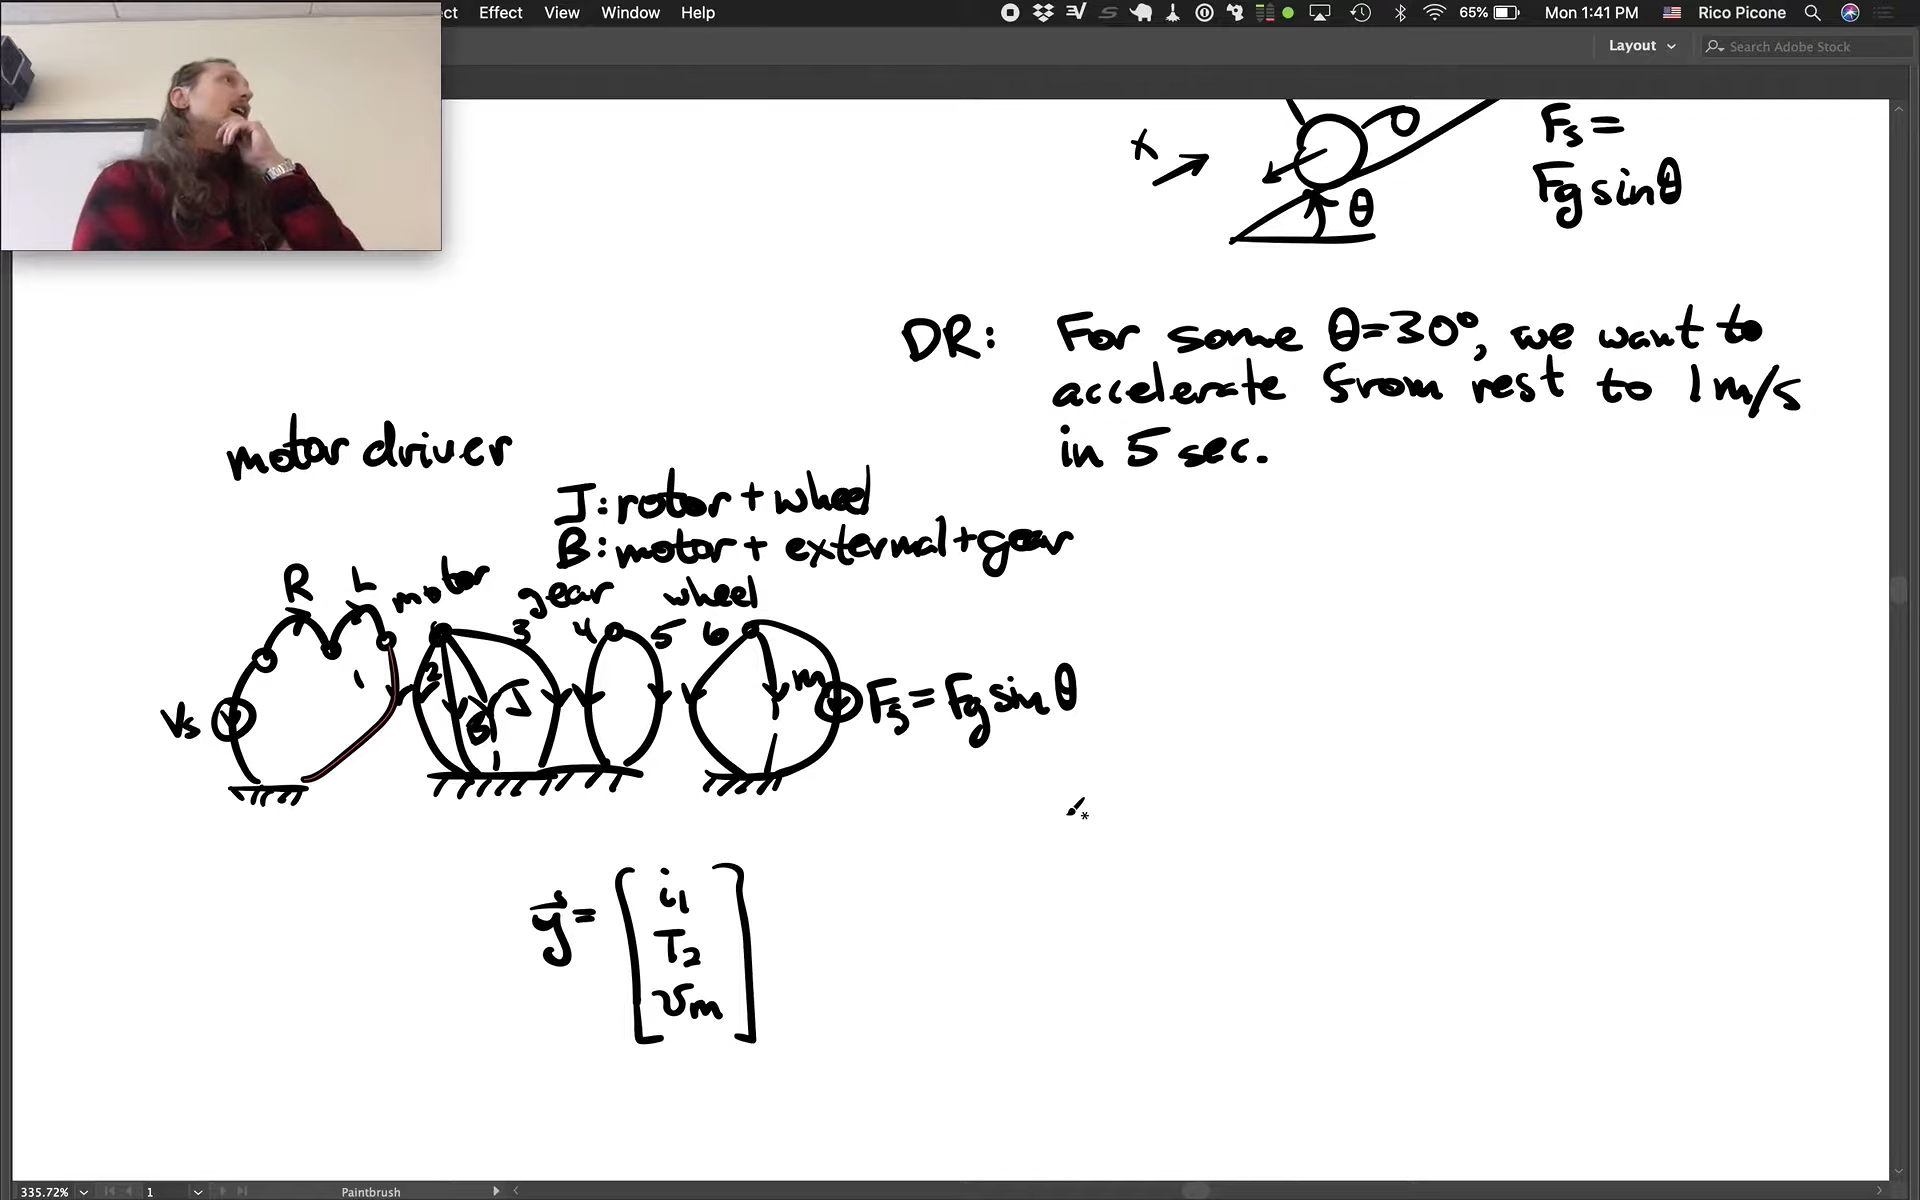 ct Effect View Window Help
65% Mon 1:41 PM Rico Picone
Layout
Search Adobe Stock
x
θ
Fs =
Fg sinθ
DR: For some θ=30°, we want to
accelerate from rest to 1 m/s
in 5 sec.
motor driver
J: rotor + wheel
B: motor + external + gear
R L motor gear wheel
3 4 5 6
1 2 B J m
Vs
Fs = Fg sin θ
y = [ i1
T2
vm ]
335.72% 1 Paintbrush